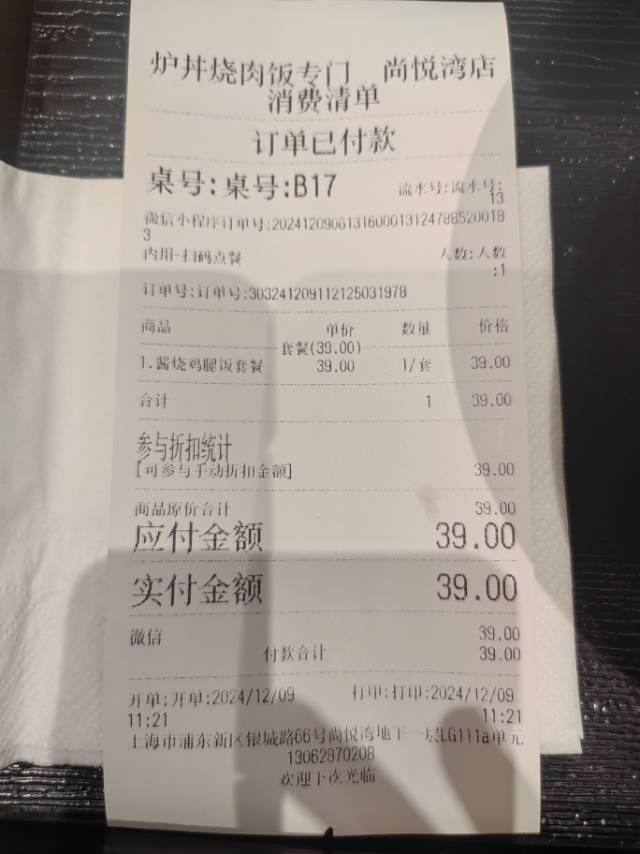 炉丼烧肉饭专门 尚悦湾店
消费清单
订单已付款
桌号:桌号:B17 流水号:流水号:
13
微信小程序订单号:2024120906131600013124788520018
3
内用-扫码点餐 人数:人数
:1
订单号:订单号:303241209112125031978
商品 单价 数量 价格
套餐(39.00)
1.酱烧鸡腿饭套餐 39.00 1/套 39.00
合计 1 39.00
参与折扣统计
[可参与手动折扣金额] 39.00
商品原价合计 39.00
应付金额 39.00
实付金额 39.00
微信 39.00
付款合计 39.00
开单:开单:2024/12/09 打印:打印:2024/12/09
11:21 11:21
上海市浦东新区银城路66号尚悦湾地下一层LG111a单元
13062870208
欢迎下次光临